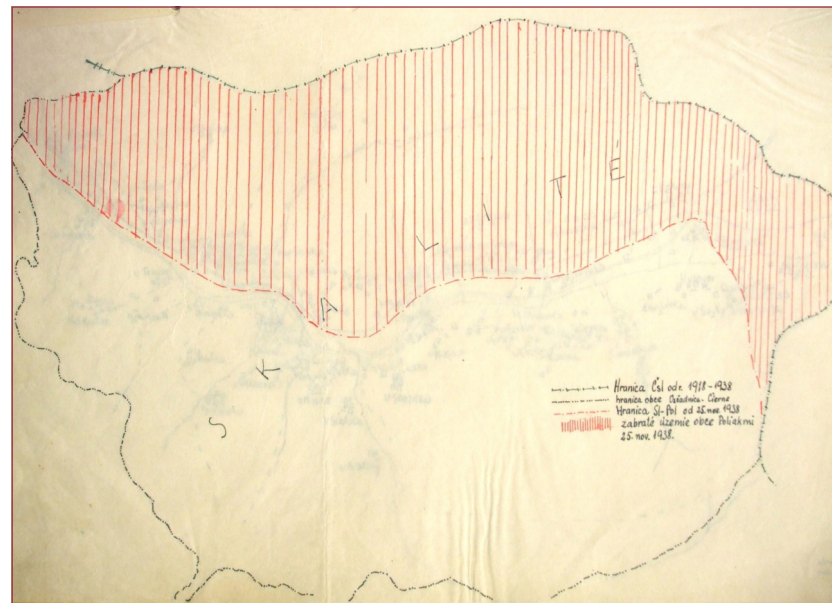 SKALITÉ
Hranica Čsl od r. 1918-1938
hranica obce Oščadnica - Čierne
Hranica Sl-Pol od 25. nov. 1938
zabraté územie obce Poliakmi
25. nov. 1938.